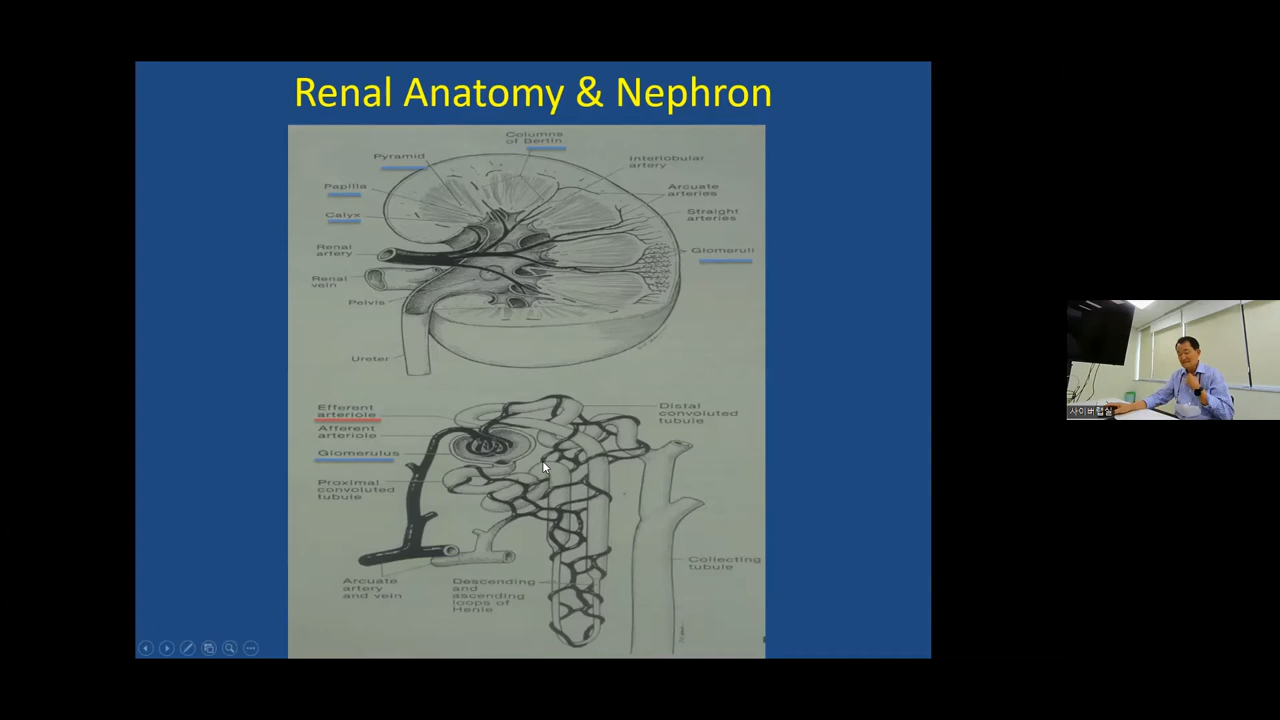 Renal Anatomy & Nephron
Columns
of Bertin
Pyramid
Interlobular
artery
Papilla
Arcuate
arteries
Calyx
Straight
arteries
Renal
artery
Glomeruli
Renal
vein
Pelvis
Ureter
Efferent
arteriole
Distal
convoluted
tubule
Afferent
arteriole
Glomerulus
Proximal
convoluted
tubule
Collecting
tubule
Arcuate
artery
and vein
Descending
and
ascending
loops of
Henle
사이버랩실